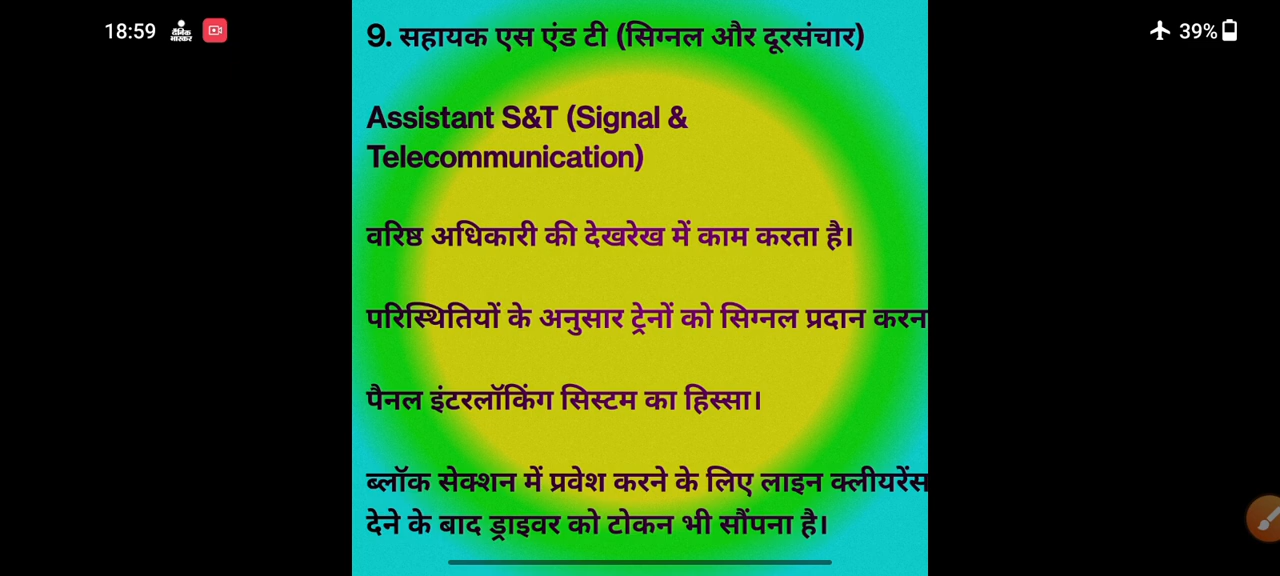 18:59
दैनिक
भास्कर
39%
9. सहायक एस एंड टी (सिग्नल और दूरसंचार)
Assistant S&T (Signal &
Telecommunication)
वरिष्ठ अधिकारी की देखरेख में काम करता है।
परिस्थितियों के अनुसार ट्रेनों को सिग्नल प्रदान करन
पैनल इंटरलॉकिंग सिस्टम का हिस्सा।
ब्लॉक सेक्शन में प्रवेश करने के लिए लाइन क्लीयरेंस
देने के बाद ड्राइवर को टोकन भी सौंपना है।